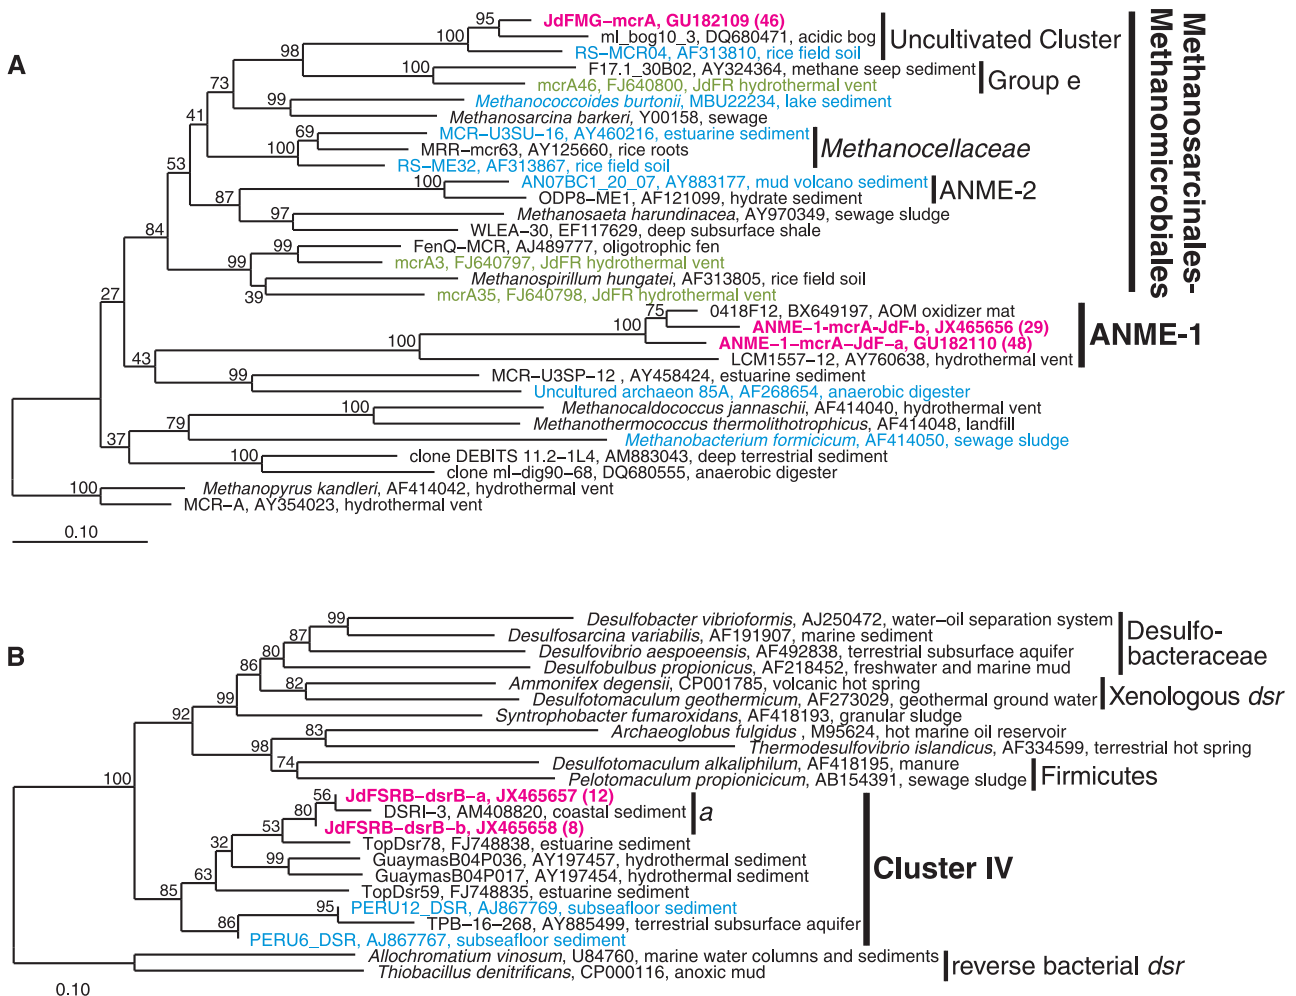 A
JdFMG−mcrA, GU182109 (46)
ml_bog10_3, DQ680471, acidic bog
RS−MCR04, AF313810, rice field soil
Uncultivated Cluster
F17.1_30B02, AY324364, methane seep sediment
mcrA46, FJ640800, JdFR hydrothermal vent
Group e
Methanococcoides burtonii, MBU22234, lake sediment
Methanosarcina barkeri, Y00158, sewage
MCR−U3SU−16, AY460216, estuarine sediment
MRR−mcr63, AY125660, rice roots
RS−ME32, AF313867, rice field soil
Methanocellaceae
AN07BC1_20_07, AY883177, mud volcano sediment
ODP8−ME1, AF121099, hydrate sediment
ANME-2
Methanosaeta harundinacea, AY970349, sewage sludge
WLEA−30, EF117629, deep subsurface shale
FenQ−MCR, AJ489777, oligotrophic fen
mcrA3, FJ640797, JdFR hydrothermal vent
Methanospirillum hungatei, AF313805, rice field soil
mcrA35, FJ640798, JdFR hydrothermal vent
Methanosarcinales-
Methanomicrobiales
0418F12, BX649197, AOM oxidizer mat
ANME−1-mcrA-JdF-b, JX465656 (29)
ANME−1−mcrA−JdF−a, GU182110 (48)
LCM1557−12, AY760638, hydrothermal vent
ANME-1
MCR−U3SP−12 , AY458424, estuarine sediment
Uncultured archaeon 85A, AF268654, anaerobic digester
Methanocaldococcus jannaschii, AF414040, hydrothermal vent
Methanothermococcus thermolithotrophicus, AF414048, landfill
Methanobacterium formicicum, AF414050, sewage sludge
clone DEBITS 11.2−1L4, AM883043, deep terrestrial sediment
clone ml−dig90−68, DQ680555, anaerobic digester
Methanopyrus kandleri, AF414042, hydrothermal vent
MCR−A, AY354023, hydrothermal vent
95
100
98
100
73
99
41
69
100
53
100
87
97
84
99
99
39
27
75
100
100
43
99
100
79
37
100
100
0.10
B
Desulfobacter vibrioformis, AJ250472, water−oil separation system
Desulfosarcina variabilis, AF191907, marine sediment
Desulfovibrio aespoeensis, AF492838, terrestrial subsurface aquifer
Desulfobulbus propionicus, AF218452, freshwater and marine mud
Desulfo-
bacteraceae
Ammonifex degensii, CP001785, volcanic hot spring
Desulfotomaculum geothermicum, AF273029, geothermal ground water
Xenologous dsr
Syntrophobacter fumaroxidans, AF418193, granular sludge
Archaeoglobus fulgidus , M95624, hot marine oil reservoir
Thermodesulfovibrio islandicus, AF334599, terrestrial hot spring
Desulfotomaculum alkaliphilum, AF418195, manure
Pelotomaculum propionicicum, AB154391, sewage sludge
Firmicutes
JdFSRB−dsrB−a, JX465657 (12)
DSRI−3, AM408820, coastal sediment
JdFSRB−dsrB−b, JX465658 (8)
a
TopDsr78, FJ748838, estuarine sediment
GuaymasB04P036, AY197457, hydrothermal sediment
GuaymasB04P017, AY197454, hydrothermal sediment
TopDsr59, FJ748835, estuarine sediment
PERU12_DSR, AJ867769, subseafloor sediment
TPB−16−268, AY885499, terrestrial subsurface aquifer
PERU6_DSR, AJ867767, subseafloor sediment
Cluster IV
Allochromatium vinosum, U84760, marine water columns and sediments
Thiobacillus denitrificans, CP000116, anoxic mud
reverse bacterial dsr
99
87
80
86
82
99
92
83
98
74
100
56
80
53
32
99
63
85
95
86
0.10